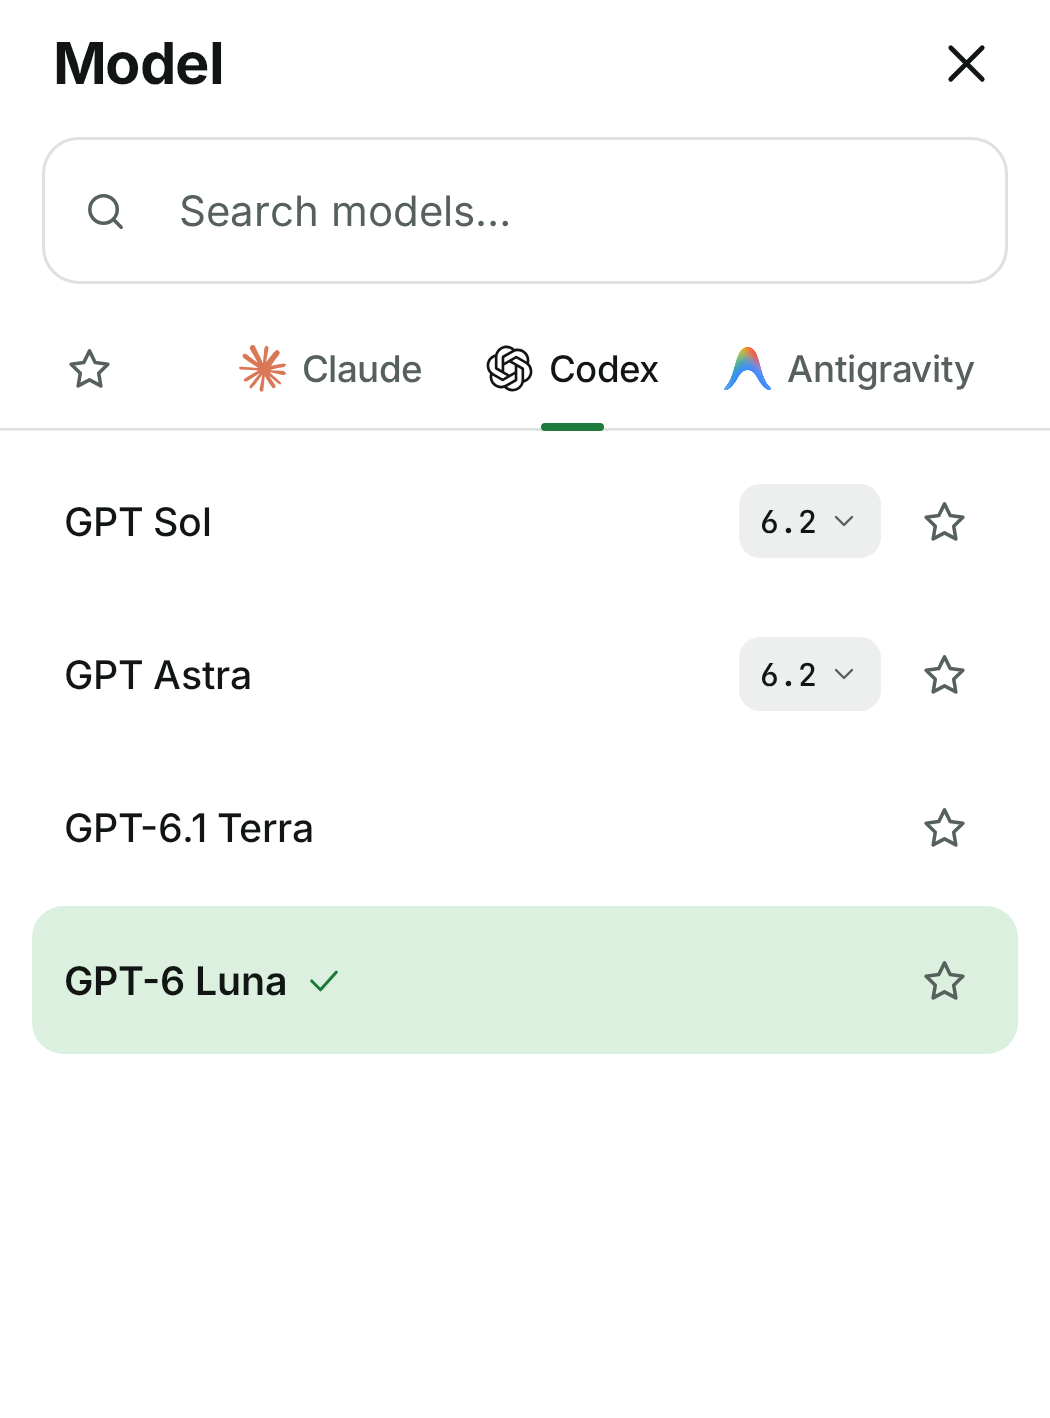 Model
Search models...
Claude Codex Antigravity
GPT Sol 6.2
GPT Astra 6.2
GPT-6.1 Terra
GPT-6 Luna